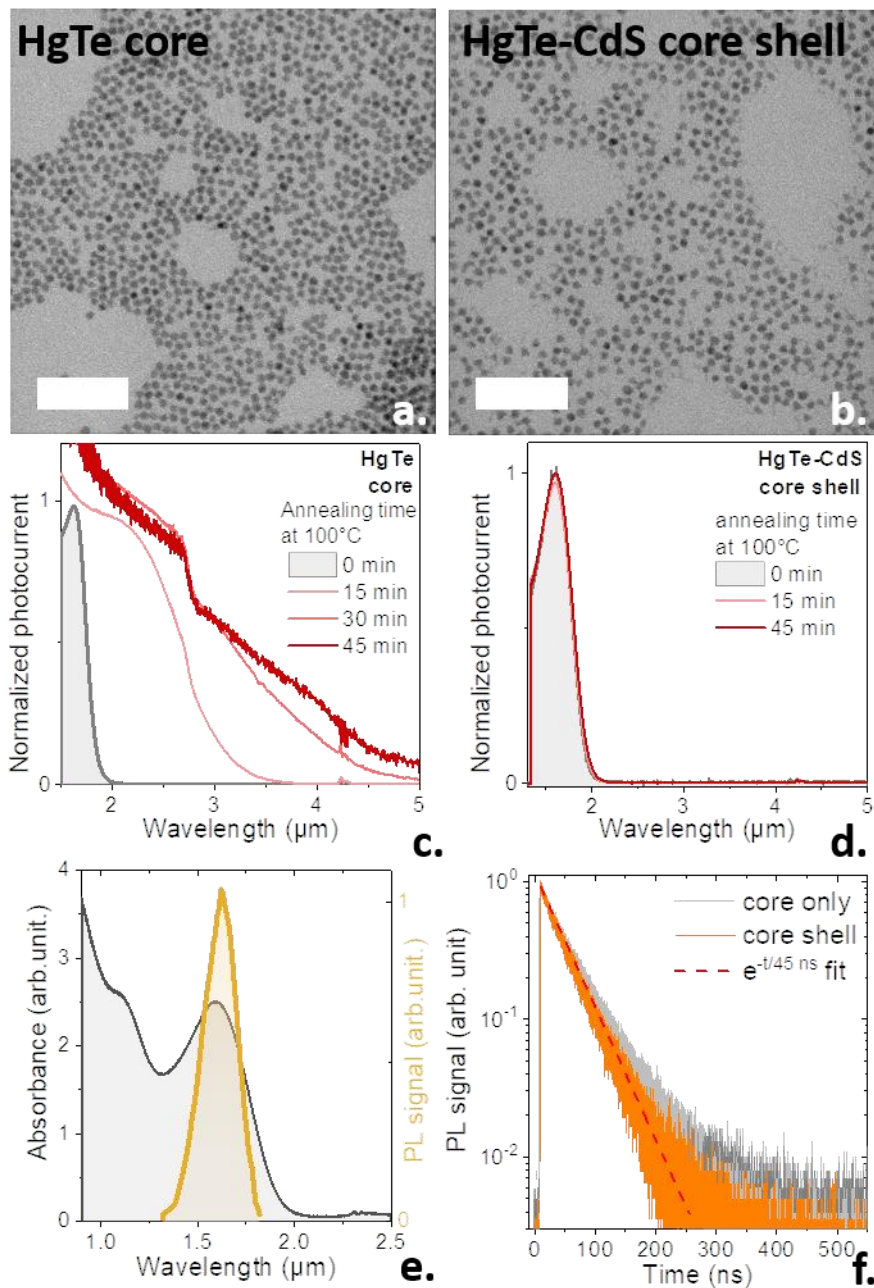 HgTe core
HgTe-CdS core shell
a.
b.
HgTe
core
Annealing time
at 100°C
0 min
15 min
30 min
45 min
Normalized photocurrent
1
0
2
3
4
5
Wavelength (µm)
c.
HgTe-CdS
core shell
annealing time
at 100°C
0 min
15 min
45 min
Normalized photocurrent
1
0
2
3
4
5
Wavelength (µm)
d.
Absorbance (arb.unit.)
4
3
2
1
0
1.0
1.5
2.0
2.5
Wavelength (µm)
PL signal (arb.unit.)
1
0
e.
core only
core shell
e^-t/45 ns fit
PL signal (arb. unit)
10^0
10^-1
10^-2
0
100
200
300
400
500
Time (ns)
f.